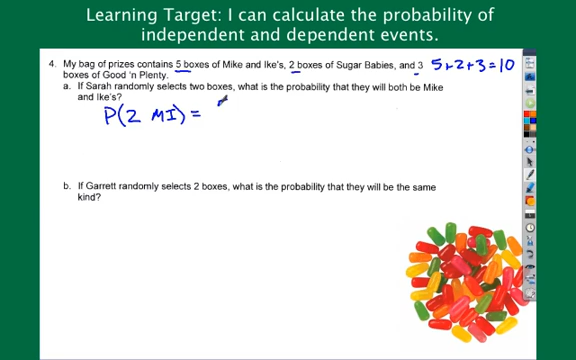 Learning Target: I can calculate the probability of
independent and dependent events.
4. My bag of prizes contains 5 boxes of Mike and Ike's, 2 boxes of Sugar Babies, and 3 5+2+3=10
boxes of Good 'n Plenty.
a. If Sarah randomly selects two boxes, what is the probability that they will both be Mike
and Ike's?
P(2 MI) =
b. If Garrett randomly selects 2 boxes, what is the probability that they will be the same
kind?